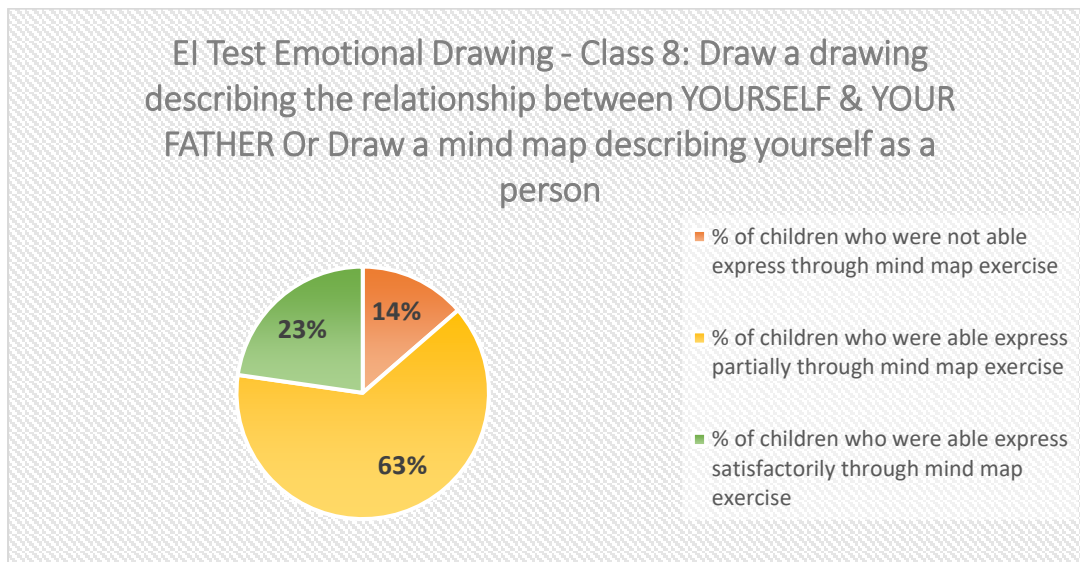 EI Test Emotional Drawing - Class 8: Draw a drawing
describing the relationship between YOURSELF & YOUR
FATHER Or Draw a mind map describing yourself as a
person
% of children who were not able
express through mind map exercise
14%
23%
% of children who were able express
partially through mind map exercise
63%
% of children who were able express
satisfactorily through mind map
exercise